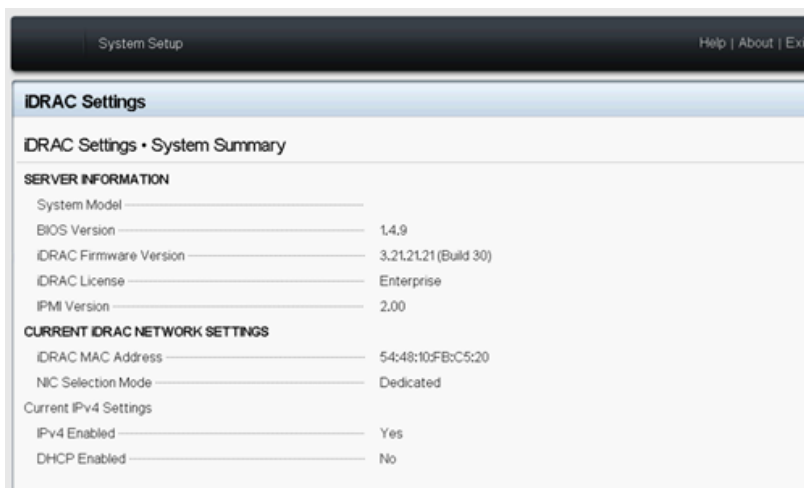 System Setup
Help | About | Exi
iDRAC Settings
iDRAC Settings • System Summary
SERVER INFORMATION
System Model
BIOS Version 1.4.9
iDRAC Firmware Version 3.21.21.21 (Build 30)
iDRAC License Enterprise
IPMI Version 2.00
CURRENT iDRAC NETWORK SETTINGS
iDRAC MAC Address 54:48:10:FB:C5:20
NIC Selection Mode Dedicated
Current IPv4 Settings
IPv4 Enabled Yes
DHCP Enabled No